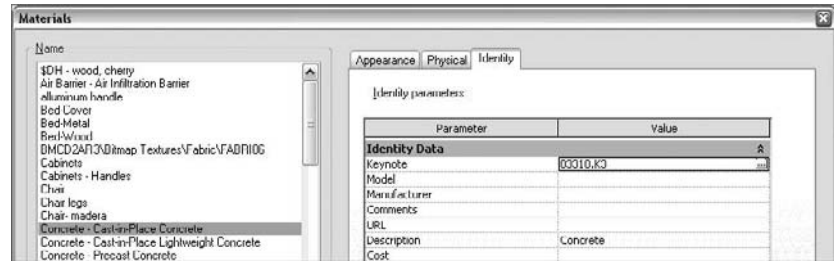 Materials
Name
$DH - wood, cherry
Air Barrier - Air Infiltration Barrier
alluminum handle
Bed Cover
Bed-Metal
Bed-Wood
BMCD2AR3\Bitmap Textures\Fabric\FABRI06
Cabinets
Cabinets - Handles
Chair
Chair legs
Chair- madera
Concrete - Cast-in-Place Concrete
Concrete - Cast-in-Place Lightweight Concrete
Concrete - Precast Concrete
Appearance Physical Identity
Identity parameters:
Parameter Value
Identity Data
Keynote 03310.K3 ...
Model
Manufacturer
Comments
URL
Description Concrete
Cost